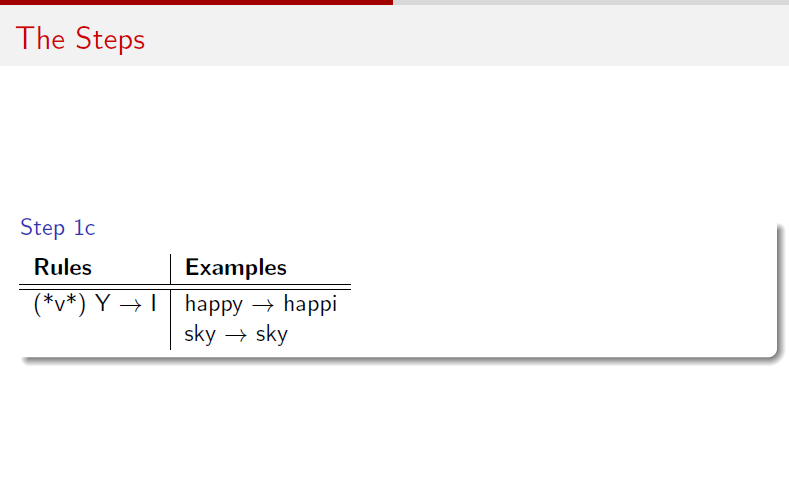 The Steps
Step 1c
Rules Examples
(*v*) Y → I happy → happi
sky → sky